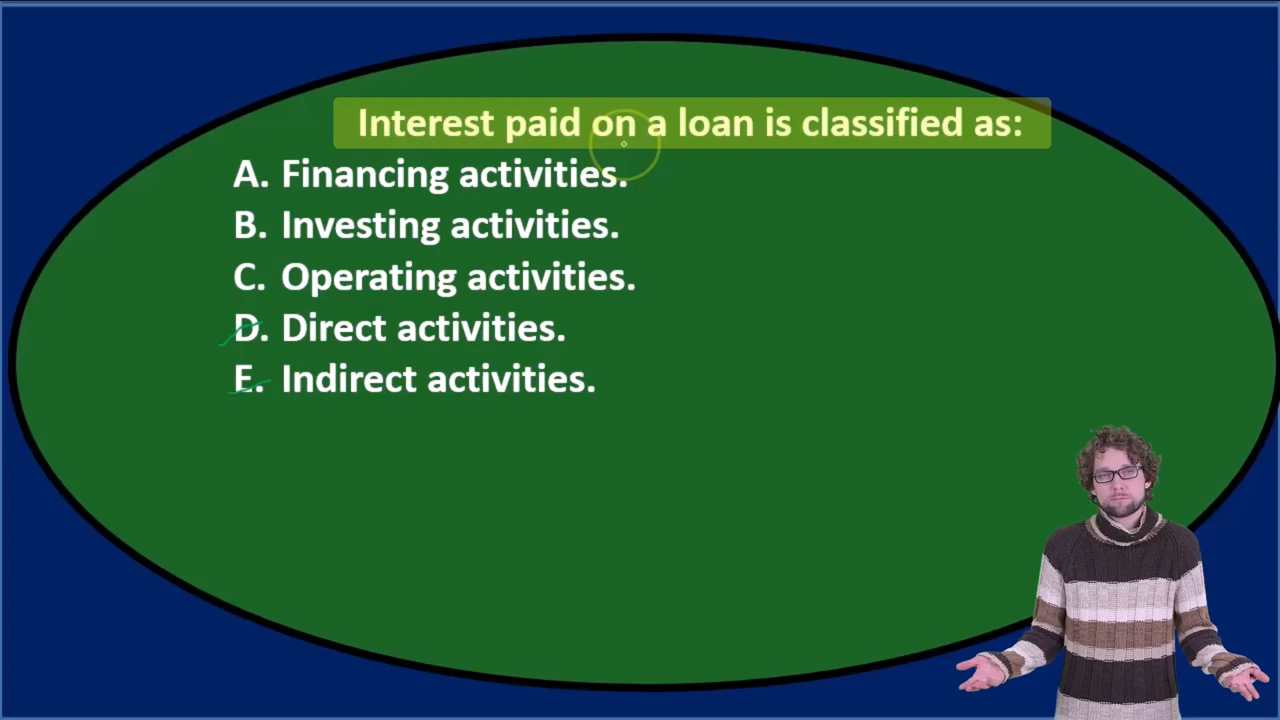 Interest paid on a loan is classified as:
A. Financing activities.
B. Investing activities.
C. Operating activities.
D. Direct activities.
E. Indirect activities.